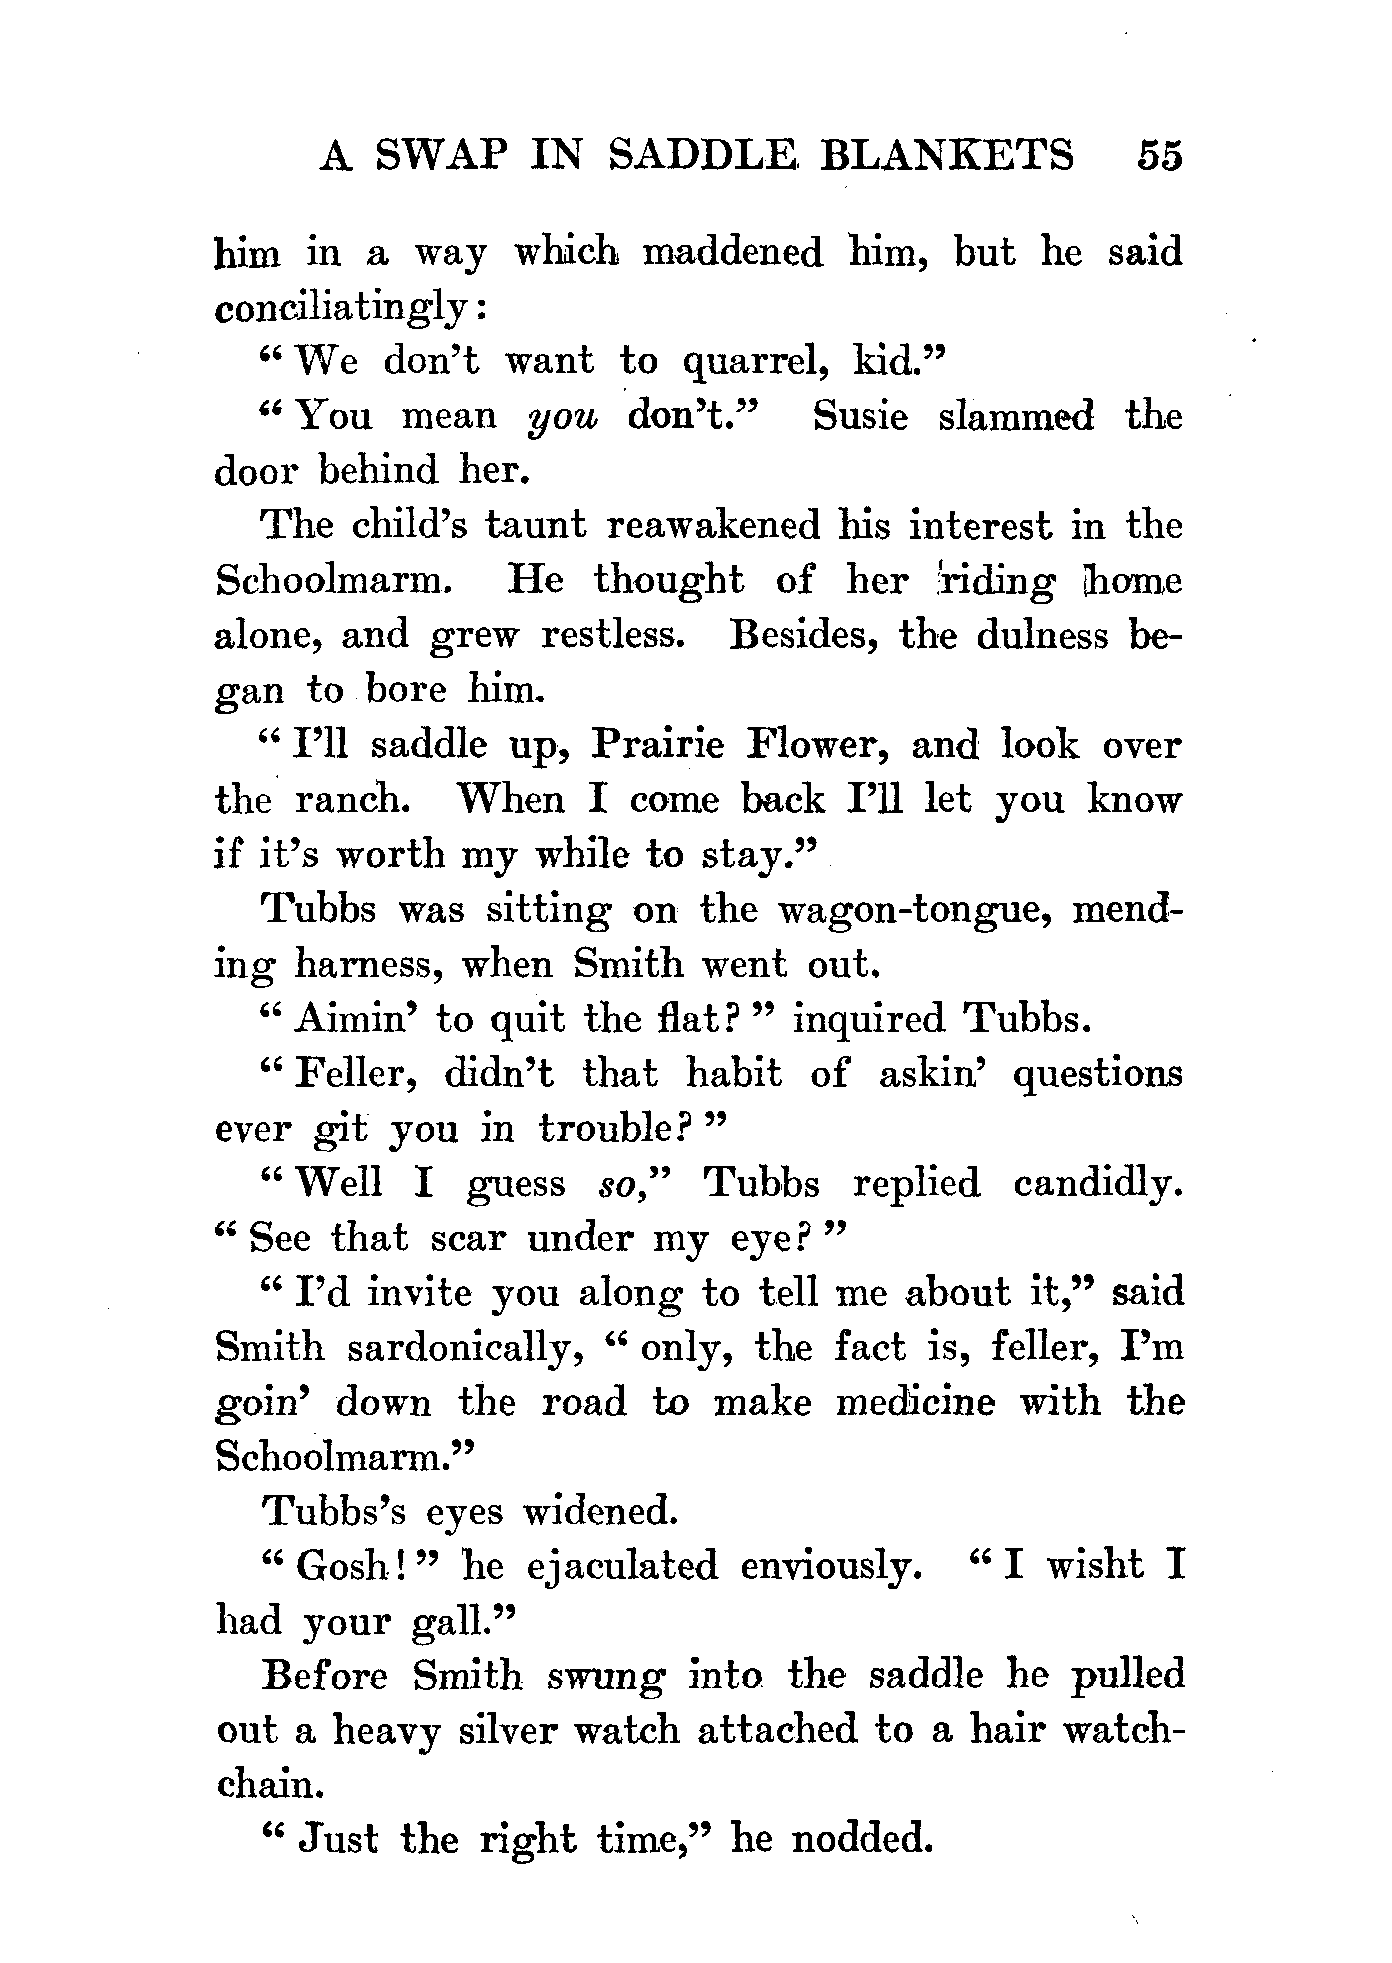 A SWAP IN SADDLE BLANKETS 55
him in a way which maddened him, but he said
conciliatingly:
“ We don’t want to quarrel, kid.”
“ You mean you don’t.” Susie slammed the
door behind her.
The child’s taunt reawakened his interest in the
Schoolmarm. He thought of her riding home
alone, and grew restless. Besides, the dulness be-
gan to bore him.
“ I’ll saddle up, Prairie Flower, and look over
the ranch. When I come back I’ll let you know
if it’s worth my while to stay.”
Tubbs was sitting on the wagon-tongue, mend-
ing harness, when Smith went out.
“ Aimin’ to quit the flat? ” inquired Tubbs.
“ Feller, didn’t that habit of askin’ questions
ever git you in trouble? ”
“ Well I guess so,” Tubbs replied candidly.
“ See that scar under my eye? ”
“ I’d invite you along to tell me about it,” said
Smith sardonically, “ only, the fact is, feller, I’m
goin’ down the road to make medicine with the
Schoolmarm.”
Tubbs’s eyes widened.
“ Gosh! ” he ejaculated enviously. “ I wisht I
had your gall.”
Before Smith swung into the saddle he pulled
out a heavy silver watch attached to a hair watch-
chain.
“ Just the right time,” he nodded.